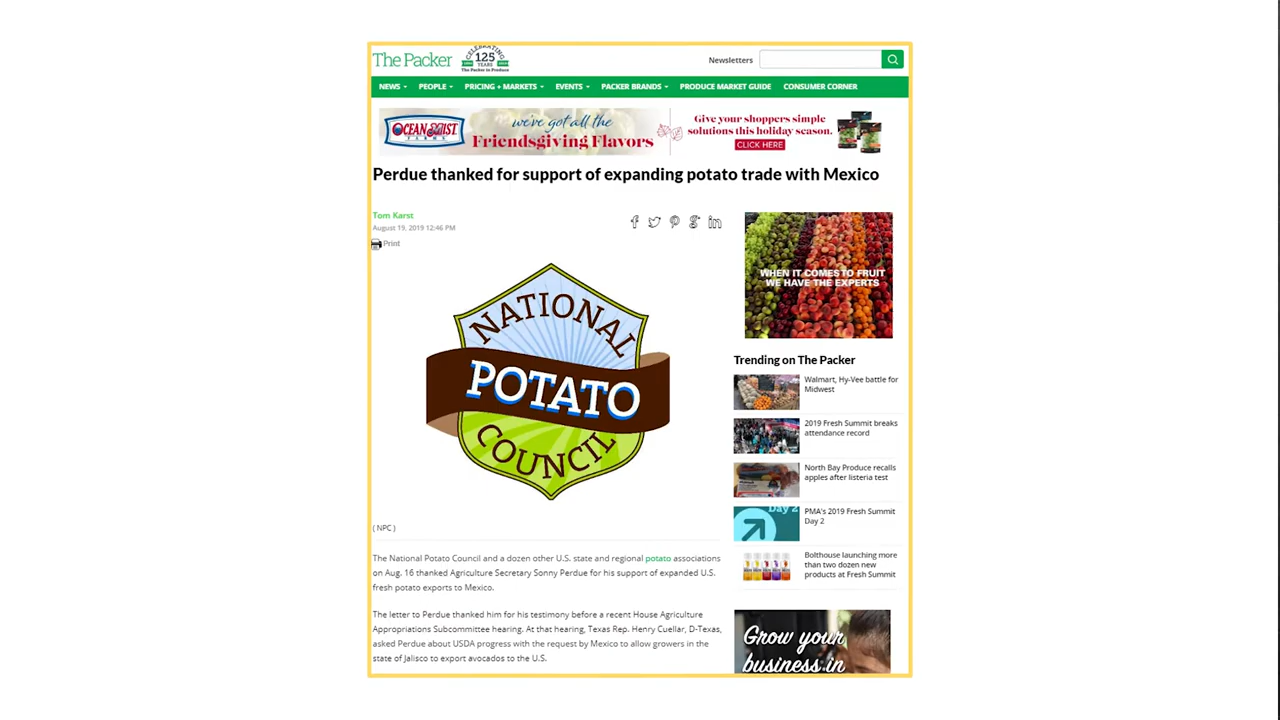 The Packer
CELEBRATING
125
YEARS
The Packer in Produce
Newsletters
NEWS PEOPLE PRICING + MARKETS EVENTS PACKER BRANDS PRODUCE MARKET GUIDE CONSUMER CORNER
OCEAN MIST
FARMS
we've got all the
Friendsgiving Flavors
Give your shoppers simple
solutions this holiday season.
CLICK HERE
Perdue thanked for support of expanding potato trade with Mexico
Tom Karst
August 19, 2019 12:46 PM
Print
NATIONAL
POTATO
COUNCIL
( NPC )
The National Potato Council and a dozen other U.S. state and regional potato associations
on Aug. 16 thanked Agriculture Secretary Sonny Perdue for his support of expanded U.S.
fresh potato exports to Mexico.
The letter to Perdue thanked him for his testimony before a recent House Agriculture
Appropriations Subcommittee hearing. At that hearing, Texas Rep. Henry Cuellar, D-Texas,
asked Perdue about USDA progress with the request by Mexico to allow growers in the
state of Jalisco to export avocados to the U.S.
WHEN IT COMES TO FRUIT
WE HAVE THE EXPERTS
Trending on The Packer
Walmart, Hy-Vee battle for
Midwest
2019 Fresh Summit breaks
attendance record
North Bay Produce recalls
apples after listeria test
Day 2
PMA's 2019 Fresh Summit
Day 2
Bolthouse launching more
than two dozen new
products at Fresh Summit
Grow your
business in